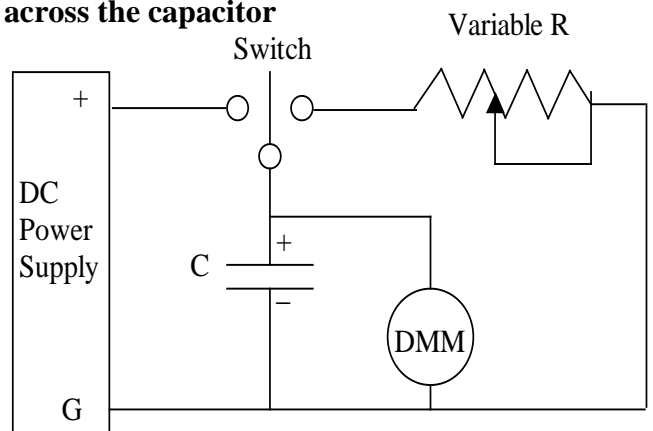 across the capacitor
Variable R
Switch
+
DC
Power
Supply
+
C
–
DMM
G